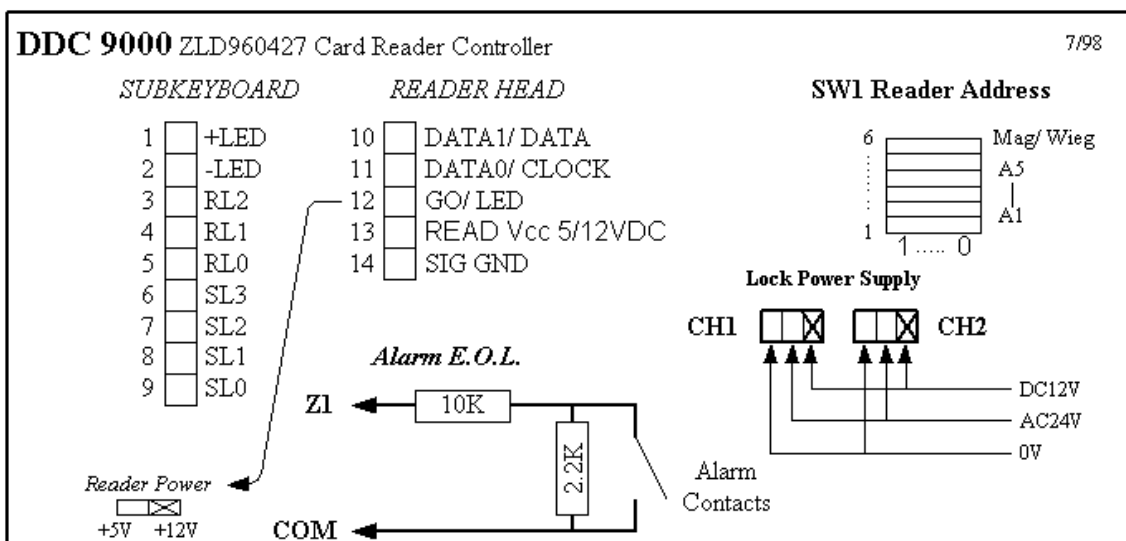 DDC 9000 ZLD960427 Card Reader Controller 7/98
SUBKEYBOARD
1 +LED
2 -LED
3 RL2
4 RL1
5 RL0
6 SL3
7 SL2
8 SL1
9 SL0
READER HEAD
10 DATA1/ DATA
11 DATA0/ CLOCK
12 GO/ LED
13 READ Vcc 5/12VDC
14 SIG GND
SW1 Reader Address
6 Mag/ Wieg
A5
A1
1
1 ..... 0
Lock Power Supply
CH1 CH2
DC12V
AC24V
0V
Alarm E.O.L.
Z1 10K
2.2K
Alarm
Contacts
COM
Reader Power
+5V +12V